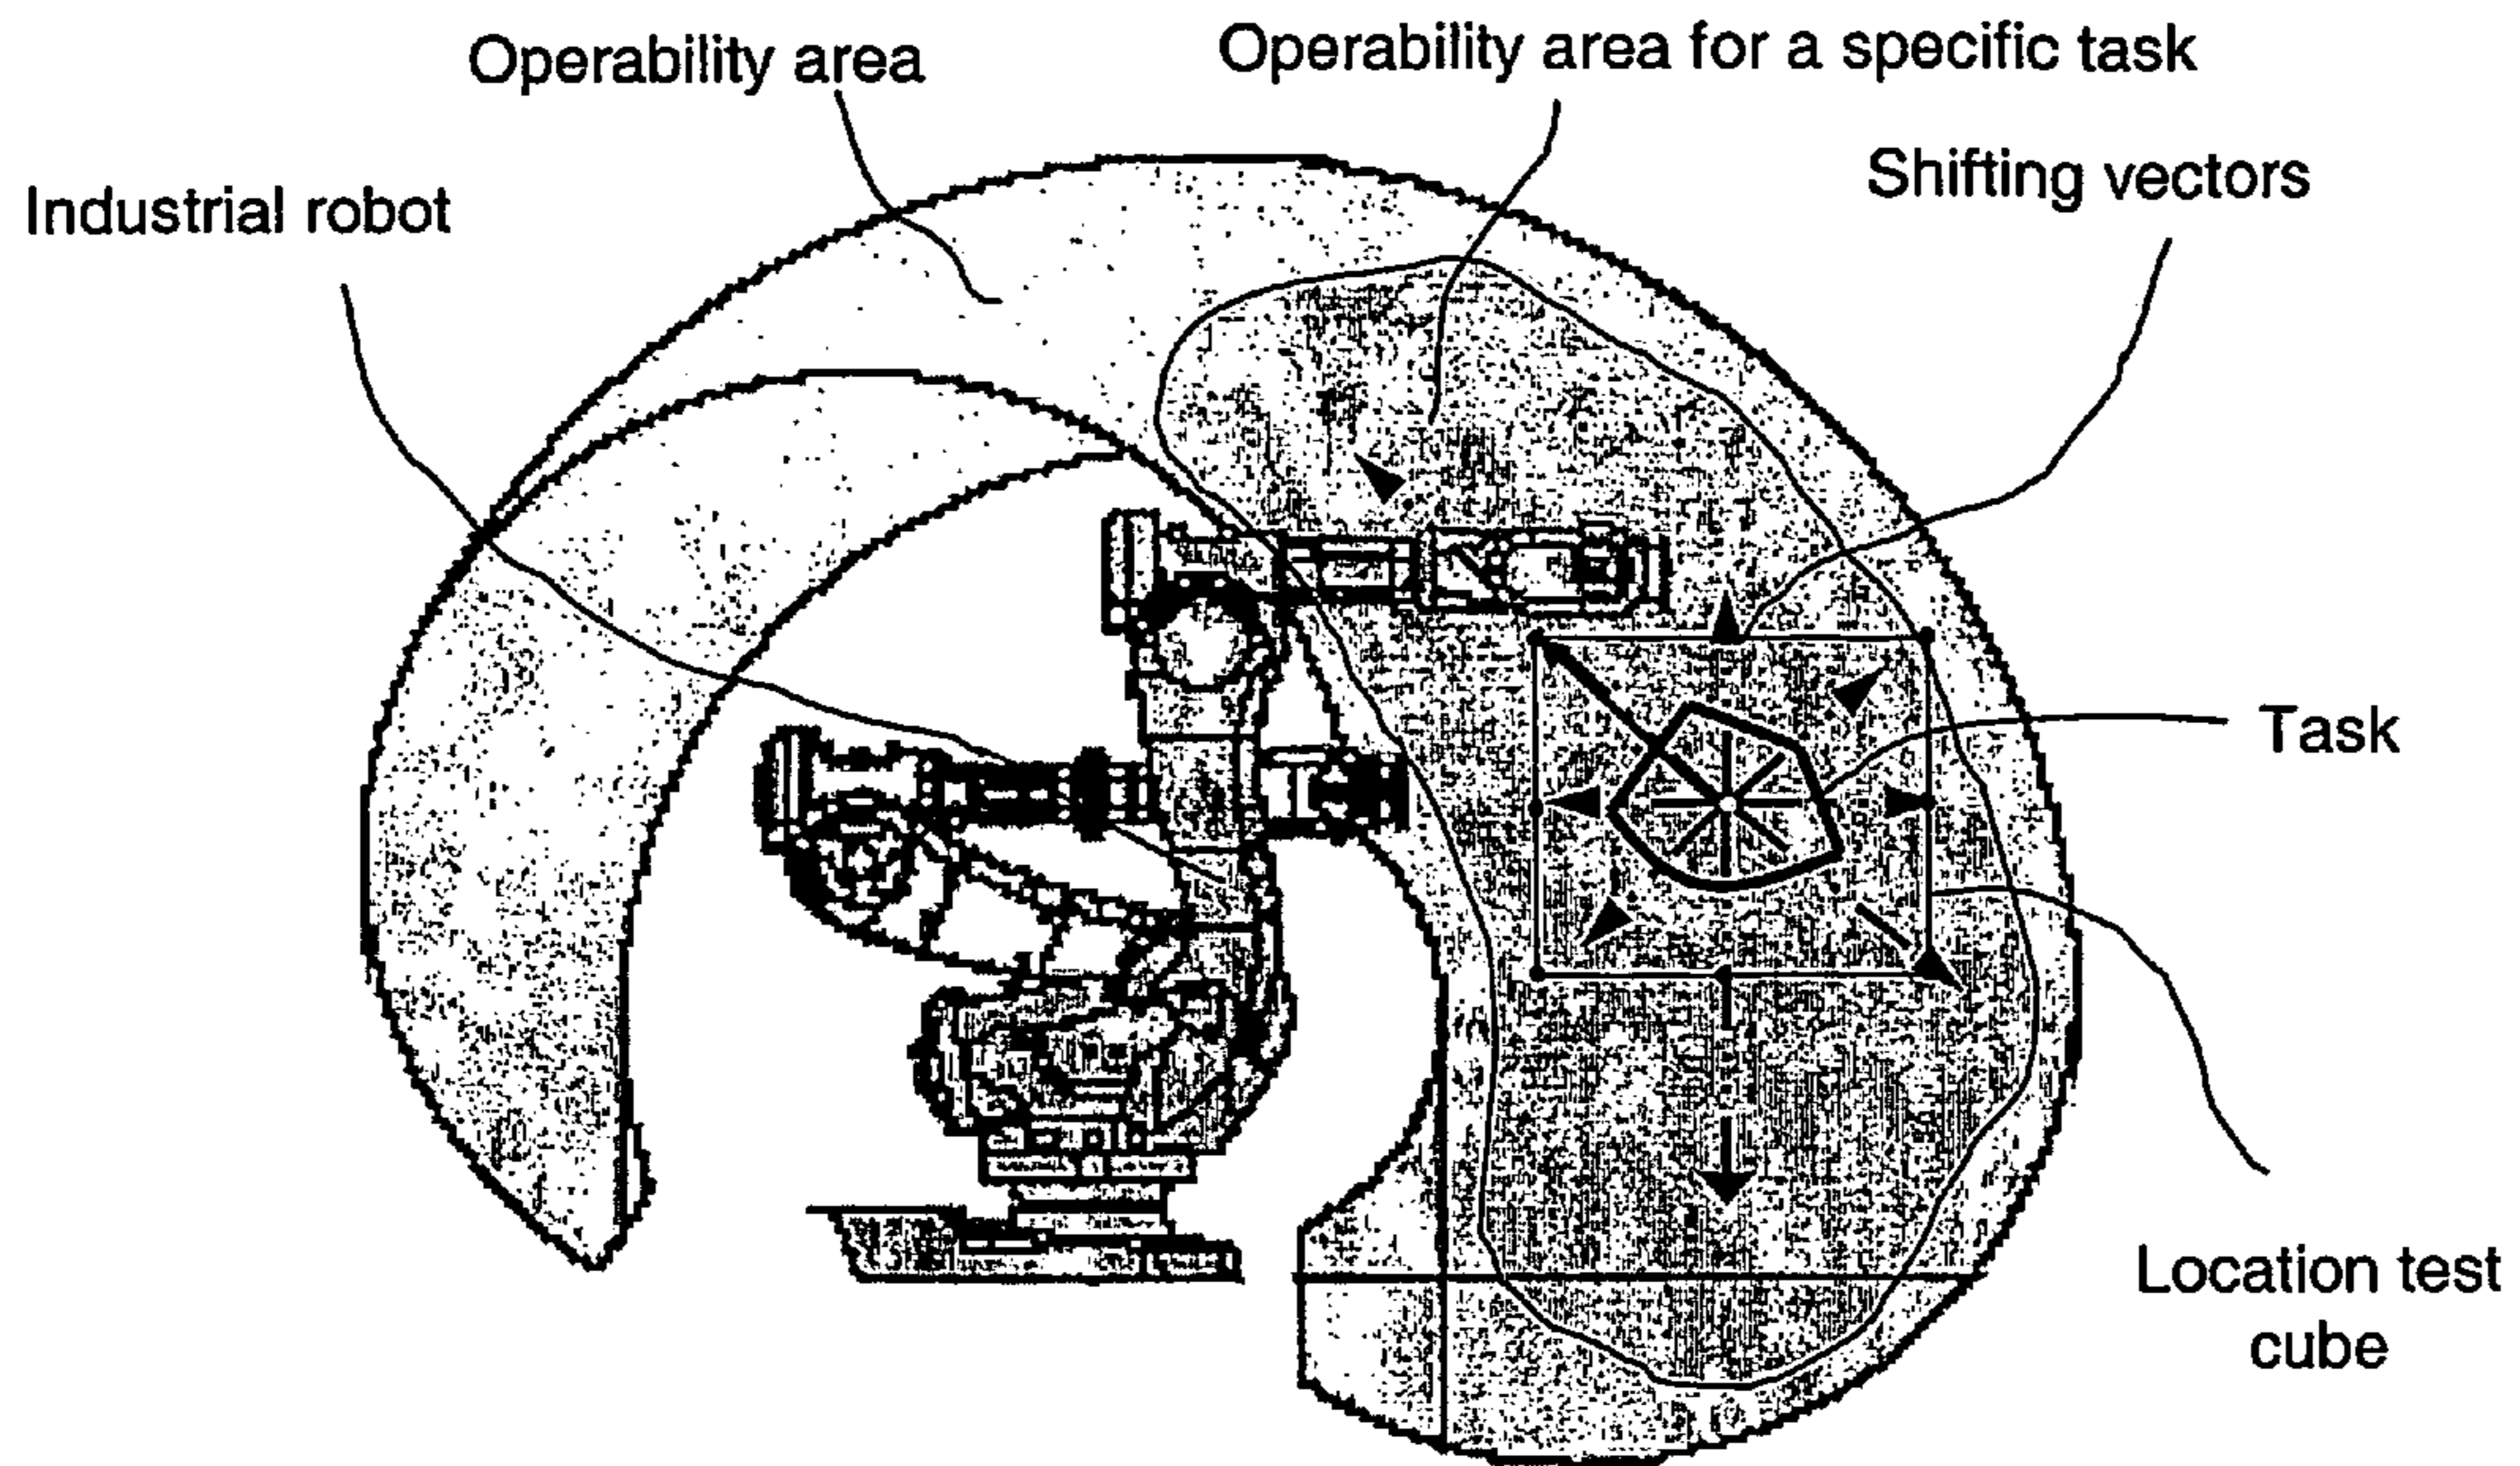 Operability area
Operability area for a specific task
Shifting vectors
Industrial robot
Task
Location test
cube